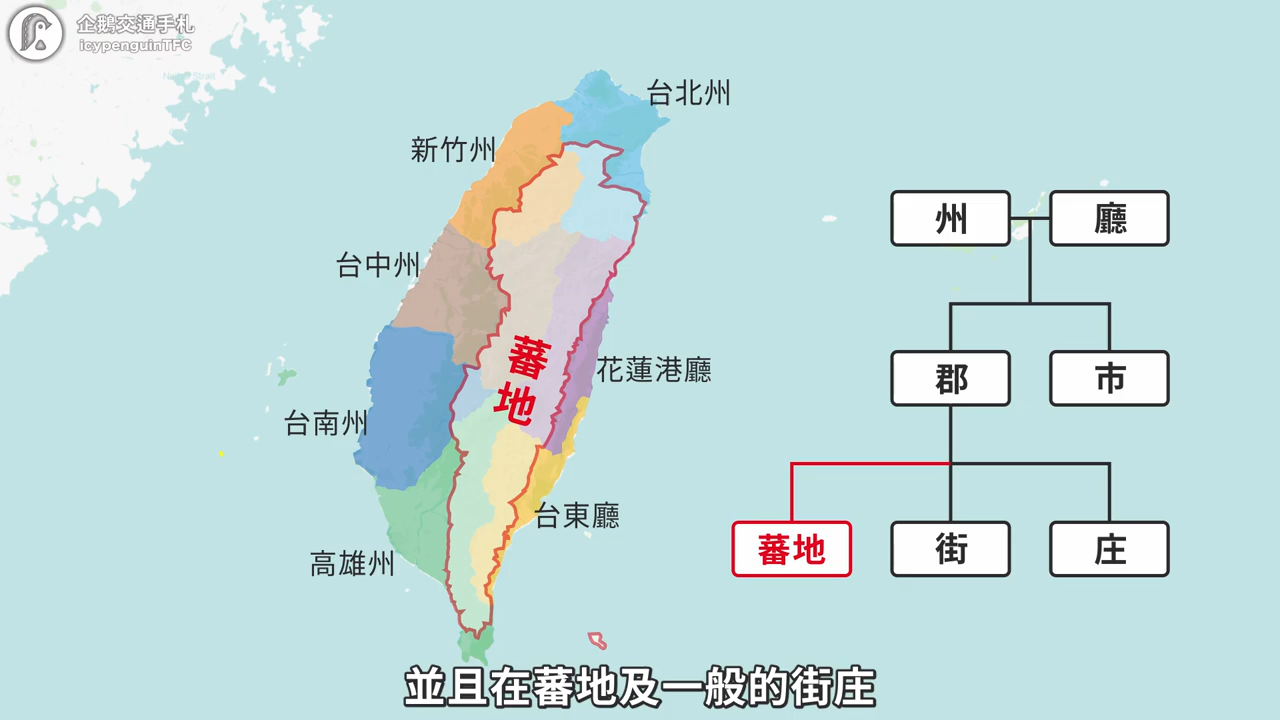 企鵝交通手札
icypenguinTFC
台北州
新竹州
台中州
花蓮港廳
台南州
台東廳
高雄州
蕃地
州
廳
郡
市
蕃地
街
庄
並且在蕃地及一般的街庄